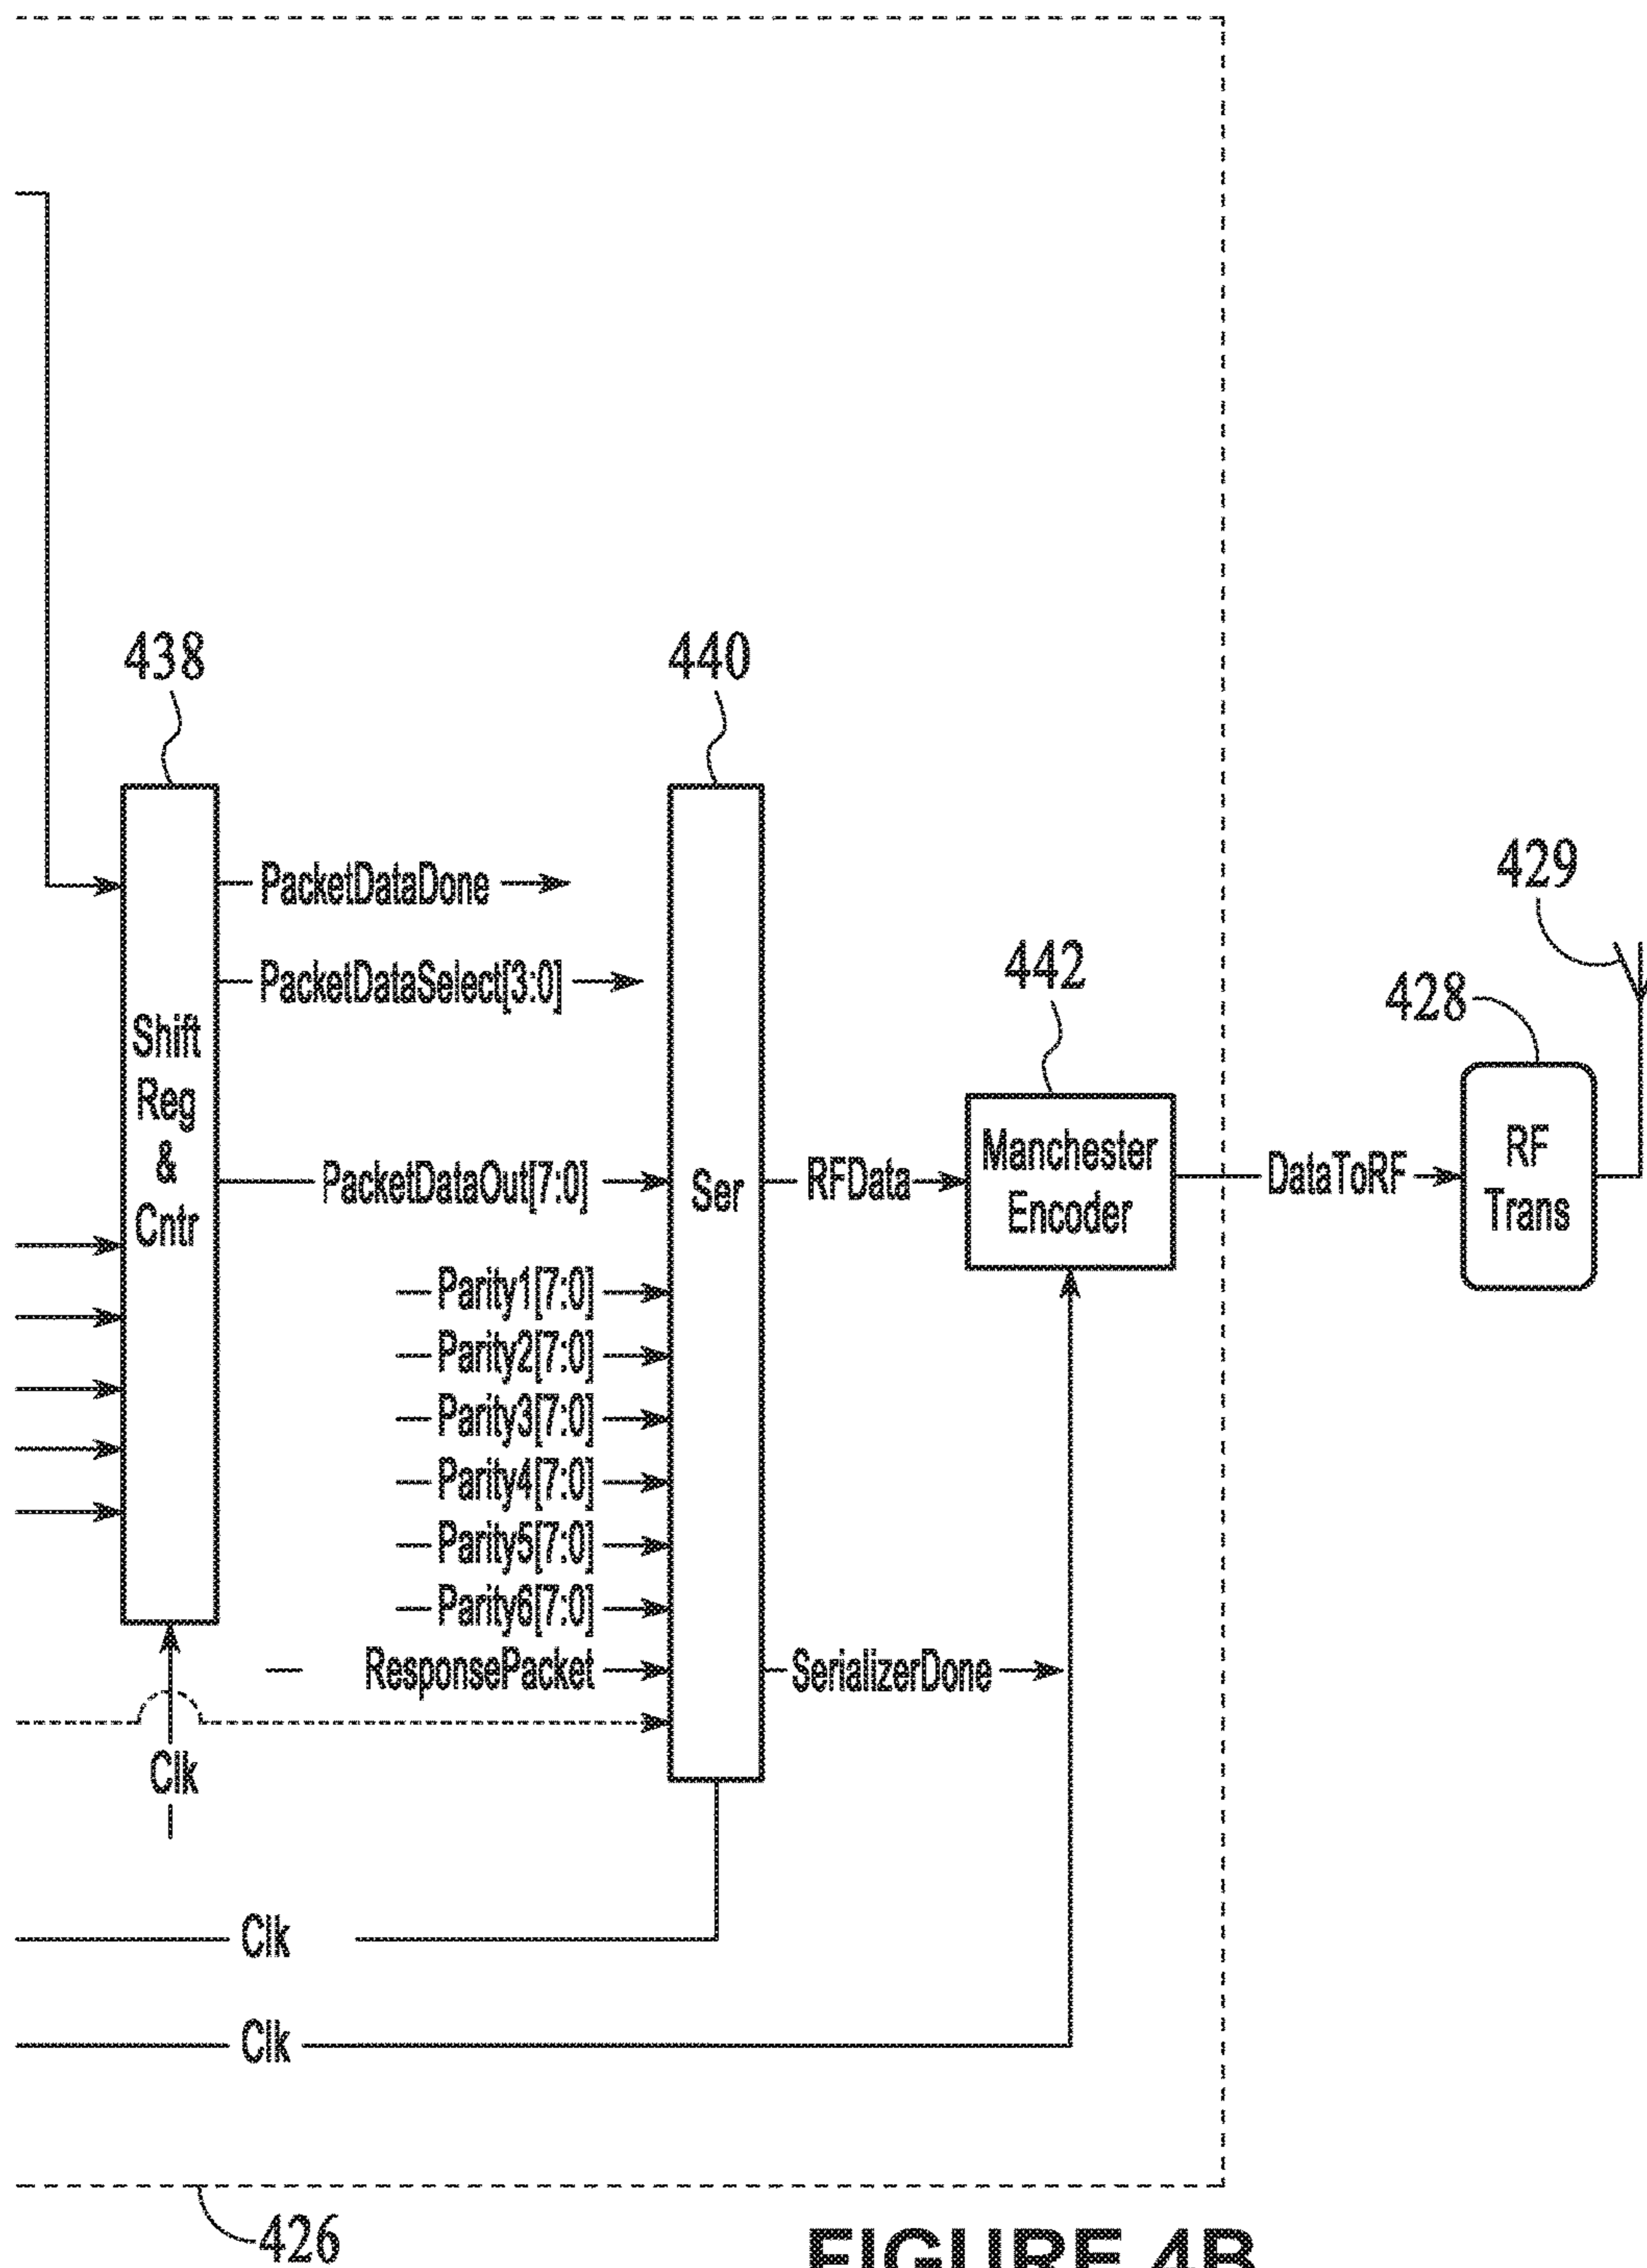 438
440
PacketDataDone
429
442
PacketDataSelect[3:0]
428
Shift
Reg
&
Cntr
Manchester
Encoder
RF
Trans
PacketDataOut[7:0]
Ser
RFData
DataToRF
Parity1[7:0]
Parity2[7:0]
Parity3[7:0]
Parity4[7:0]
Parity5[7:0]
Parity6[7:0]
ResponsePacket
SerializerDone
Clk
Clk
Clk
426
FIGURE 4B